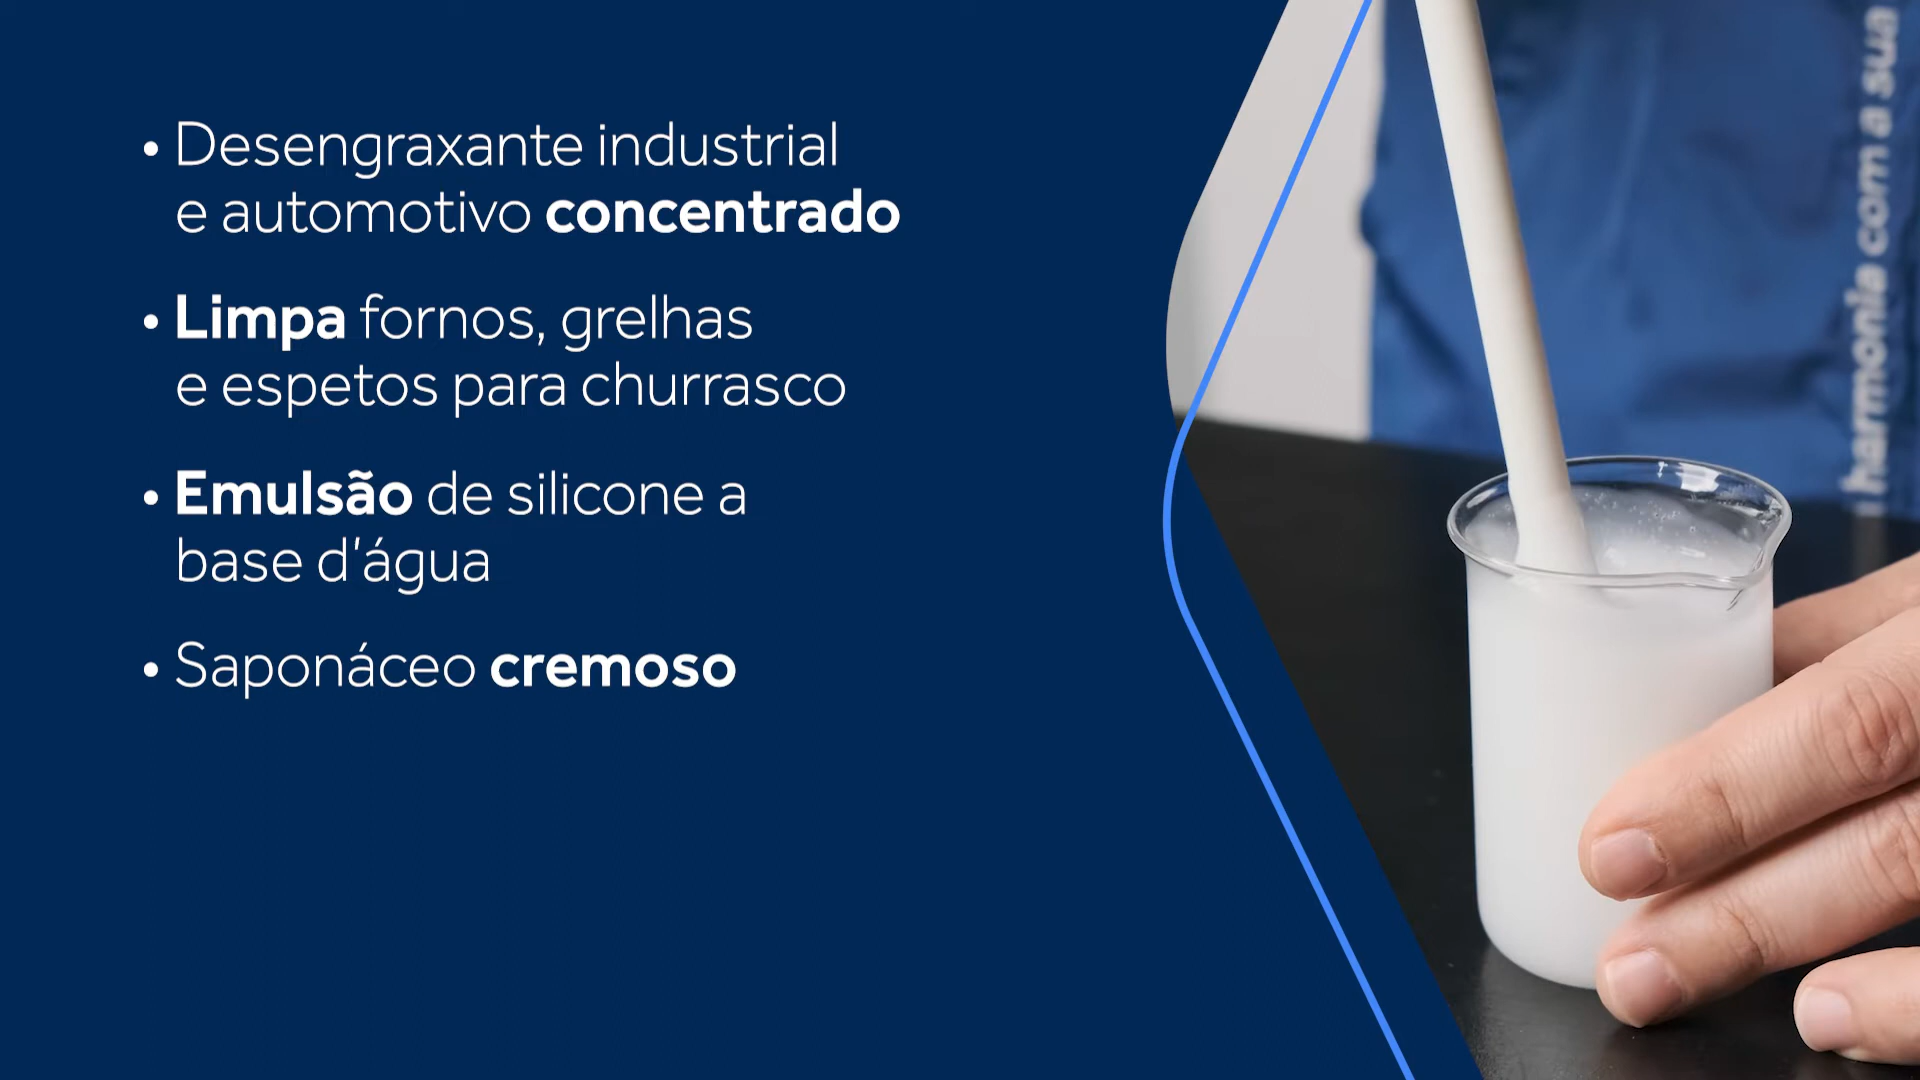 • Desengraxante industrial
e automotivo concentrado
• Limpa fornos, grelhas
e espetos para churrasco
• Emulsão de silicone a
base d'água
• Saponáceo cremoso
harmonia com a sua